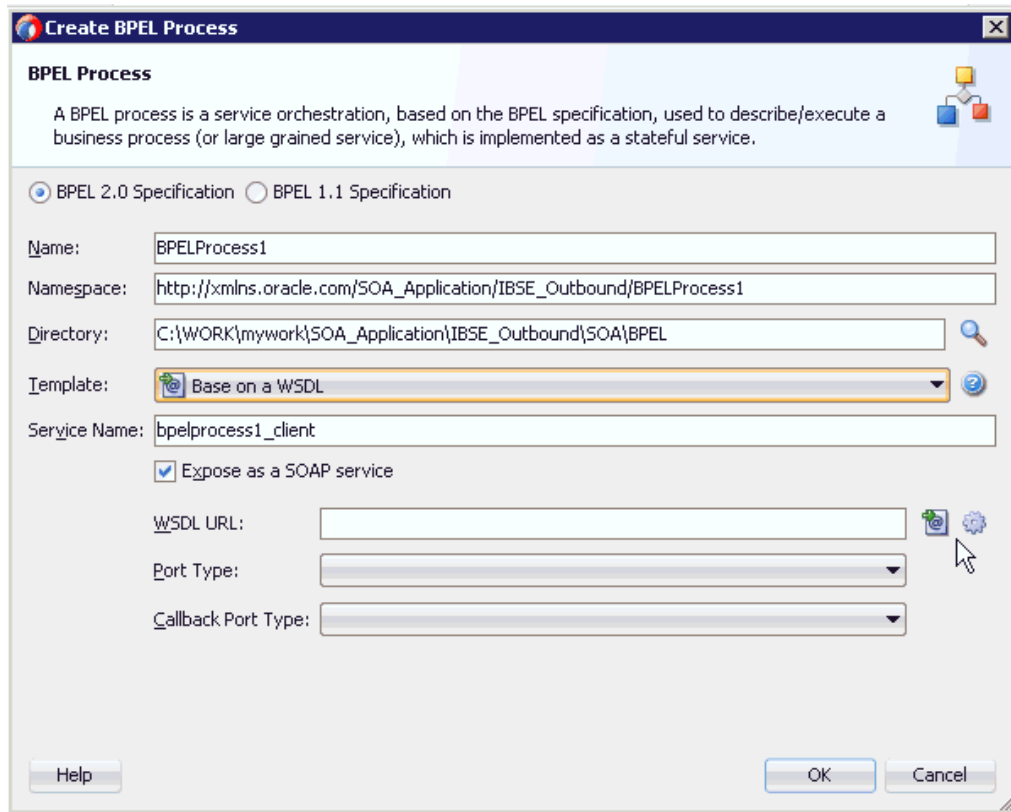 Create BPEL Process
BPEL Process
A BPEL process is a service orchestration, based on the BPEL specification, used to describe/execute a
business process (or large grained service), which is implemented as a stateful service.
BPEL 2.0 Specification BPEL 1.1 Specification
Name: BPELProcess1
Namespace: http://xmlns.oracle.com/SOA_Application/IBSE_Outbound/BPELProcess1
Directory: C:\WORK\mywork\SOA_Application\IBSE_Outbound\SOA\BPEL
Template: Base on a WSDL
Service Name: bpelprocess1_client
Expose as a SOAP service
WSDL URL:
Port Type:
Callback Port Type:
Help OK Cancel